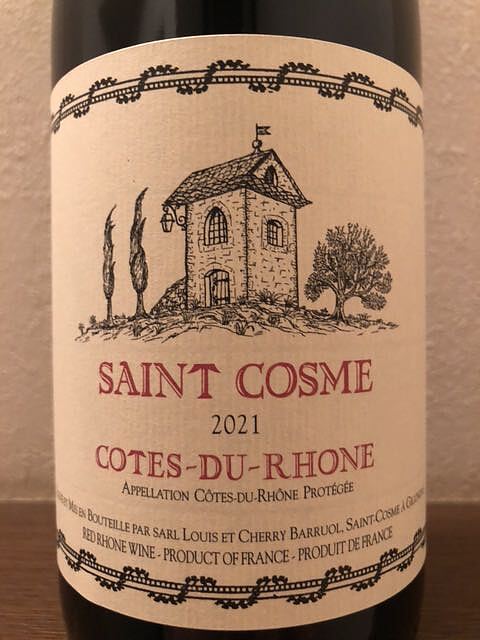 SAINT COSME
2021
COTES-DU-RHONE
APPELLATION CÔTES-DU-RHÔNE PROTÉGÉE
MIS EN BOUTEILLE PAR SARL LOUIS ET CHERRY BARRUOL, SAINT-COSME À
RED RHONE WINE - PRODUCT OF FRANCE - PRODUIT DE FRANCE